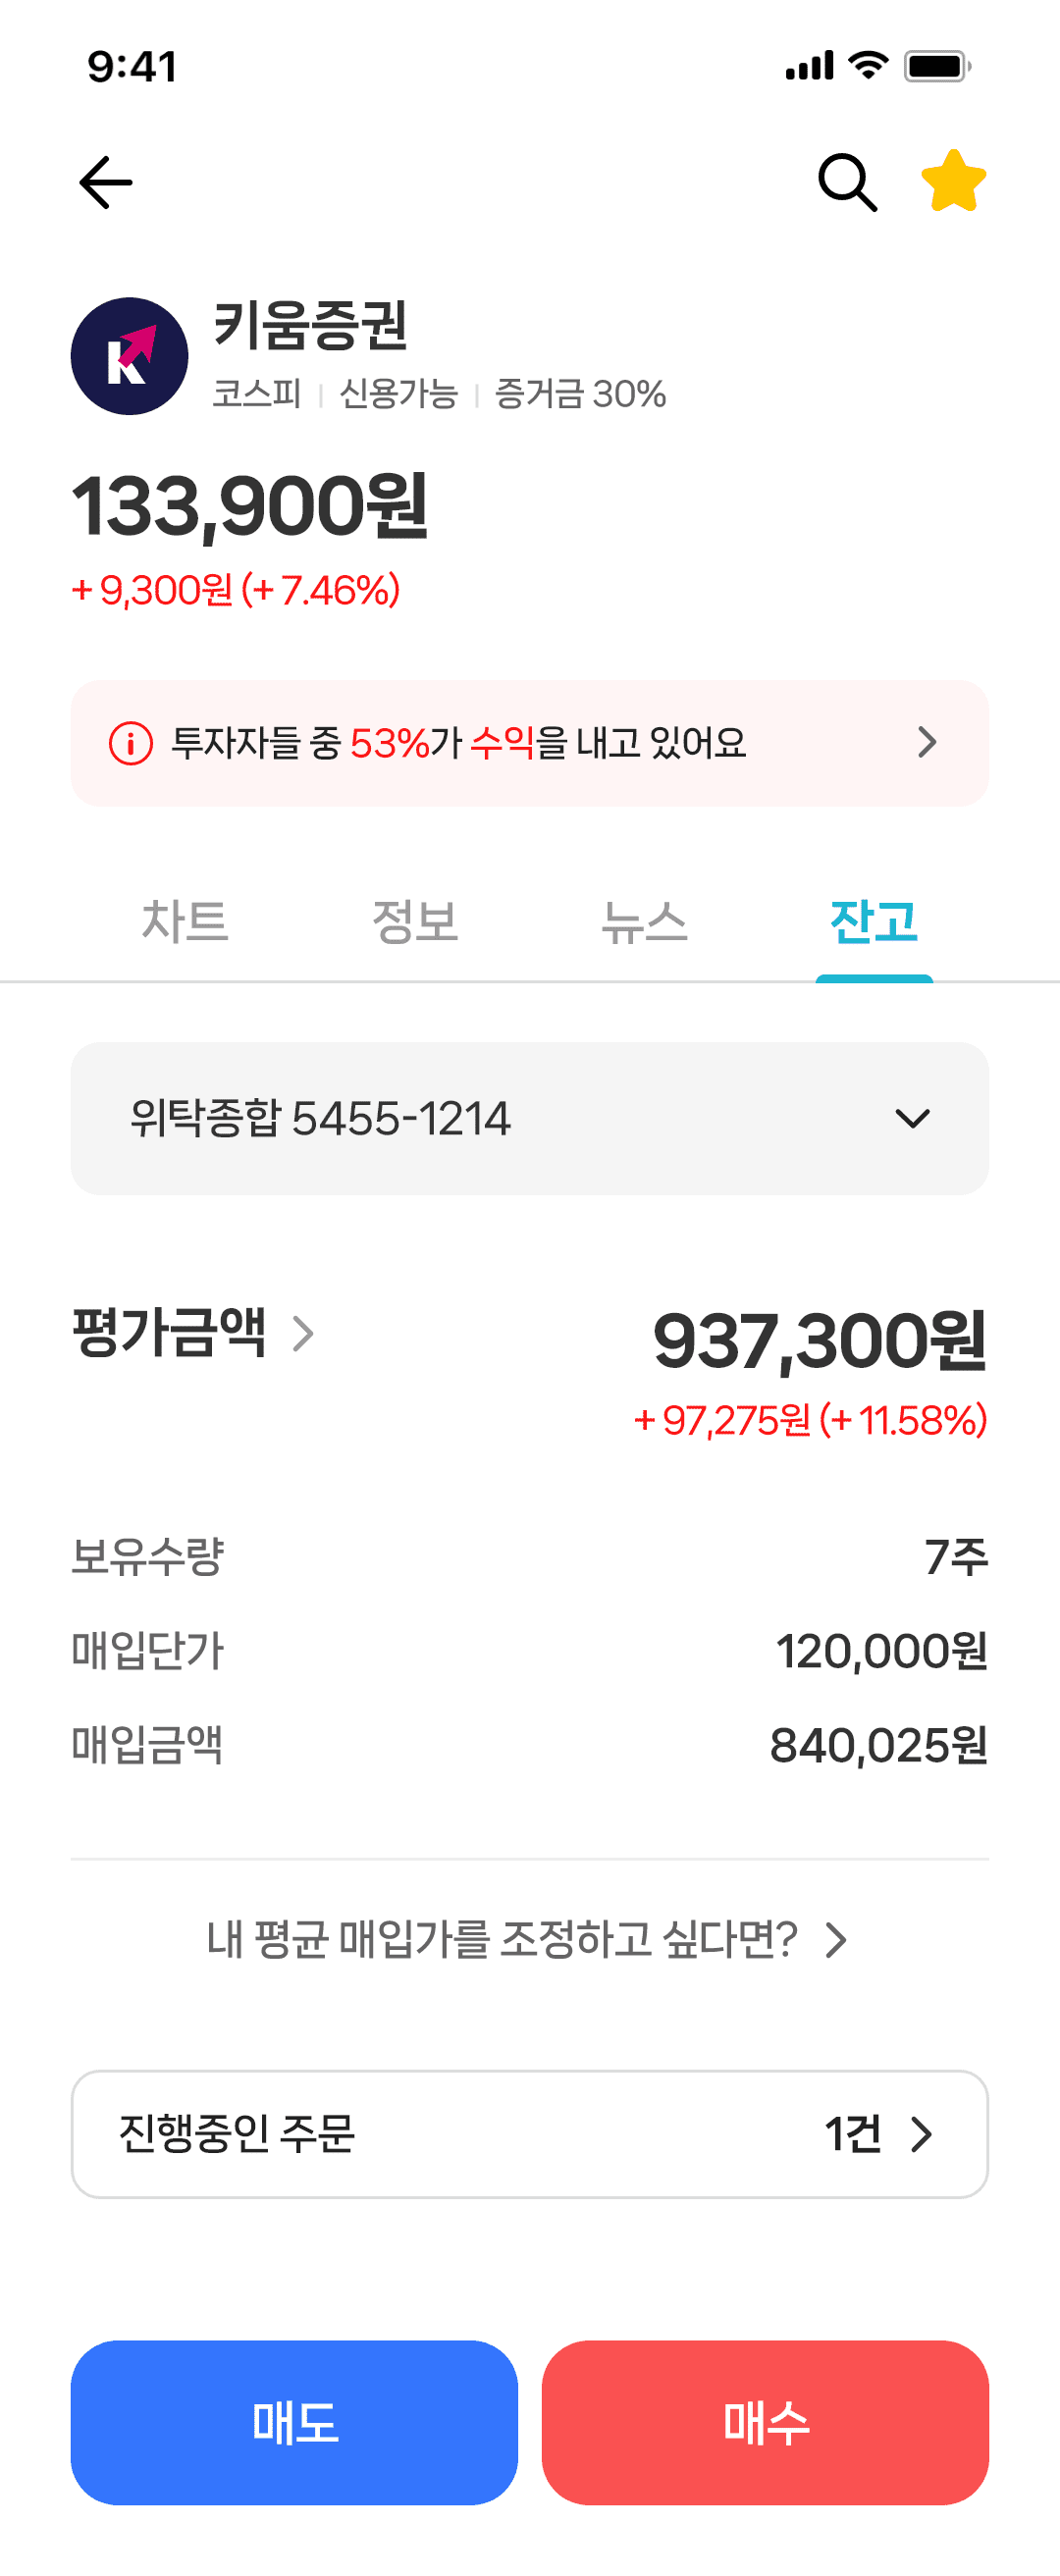 9:41
키움증권
코스피 | 신용가능 | 증거금 30%
133,900원
+ 9,300원 (+ 7.46%)
투자자들 중 53%가 수익을 내고 있어요
차트 정보 뉴스 잔고
위탁종합 5455-1214
평가금액 937,300원
+ 97,275원 (+ 11.58%)
보유수량 7주
매입단가 120,000원
매입금액 840,025원
내 평균 매입가를 조정하고 싶다면?
진행중인 주문 1건
매도 매수